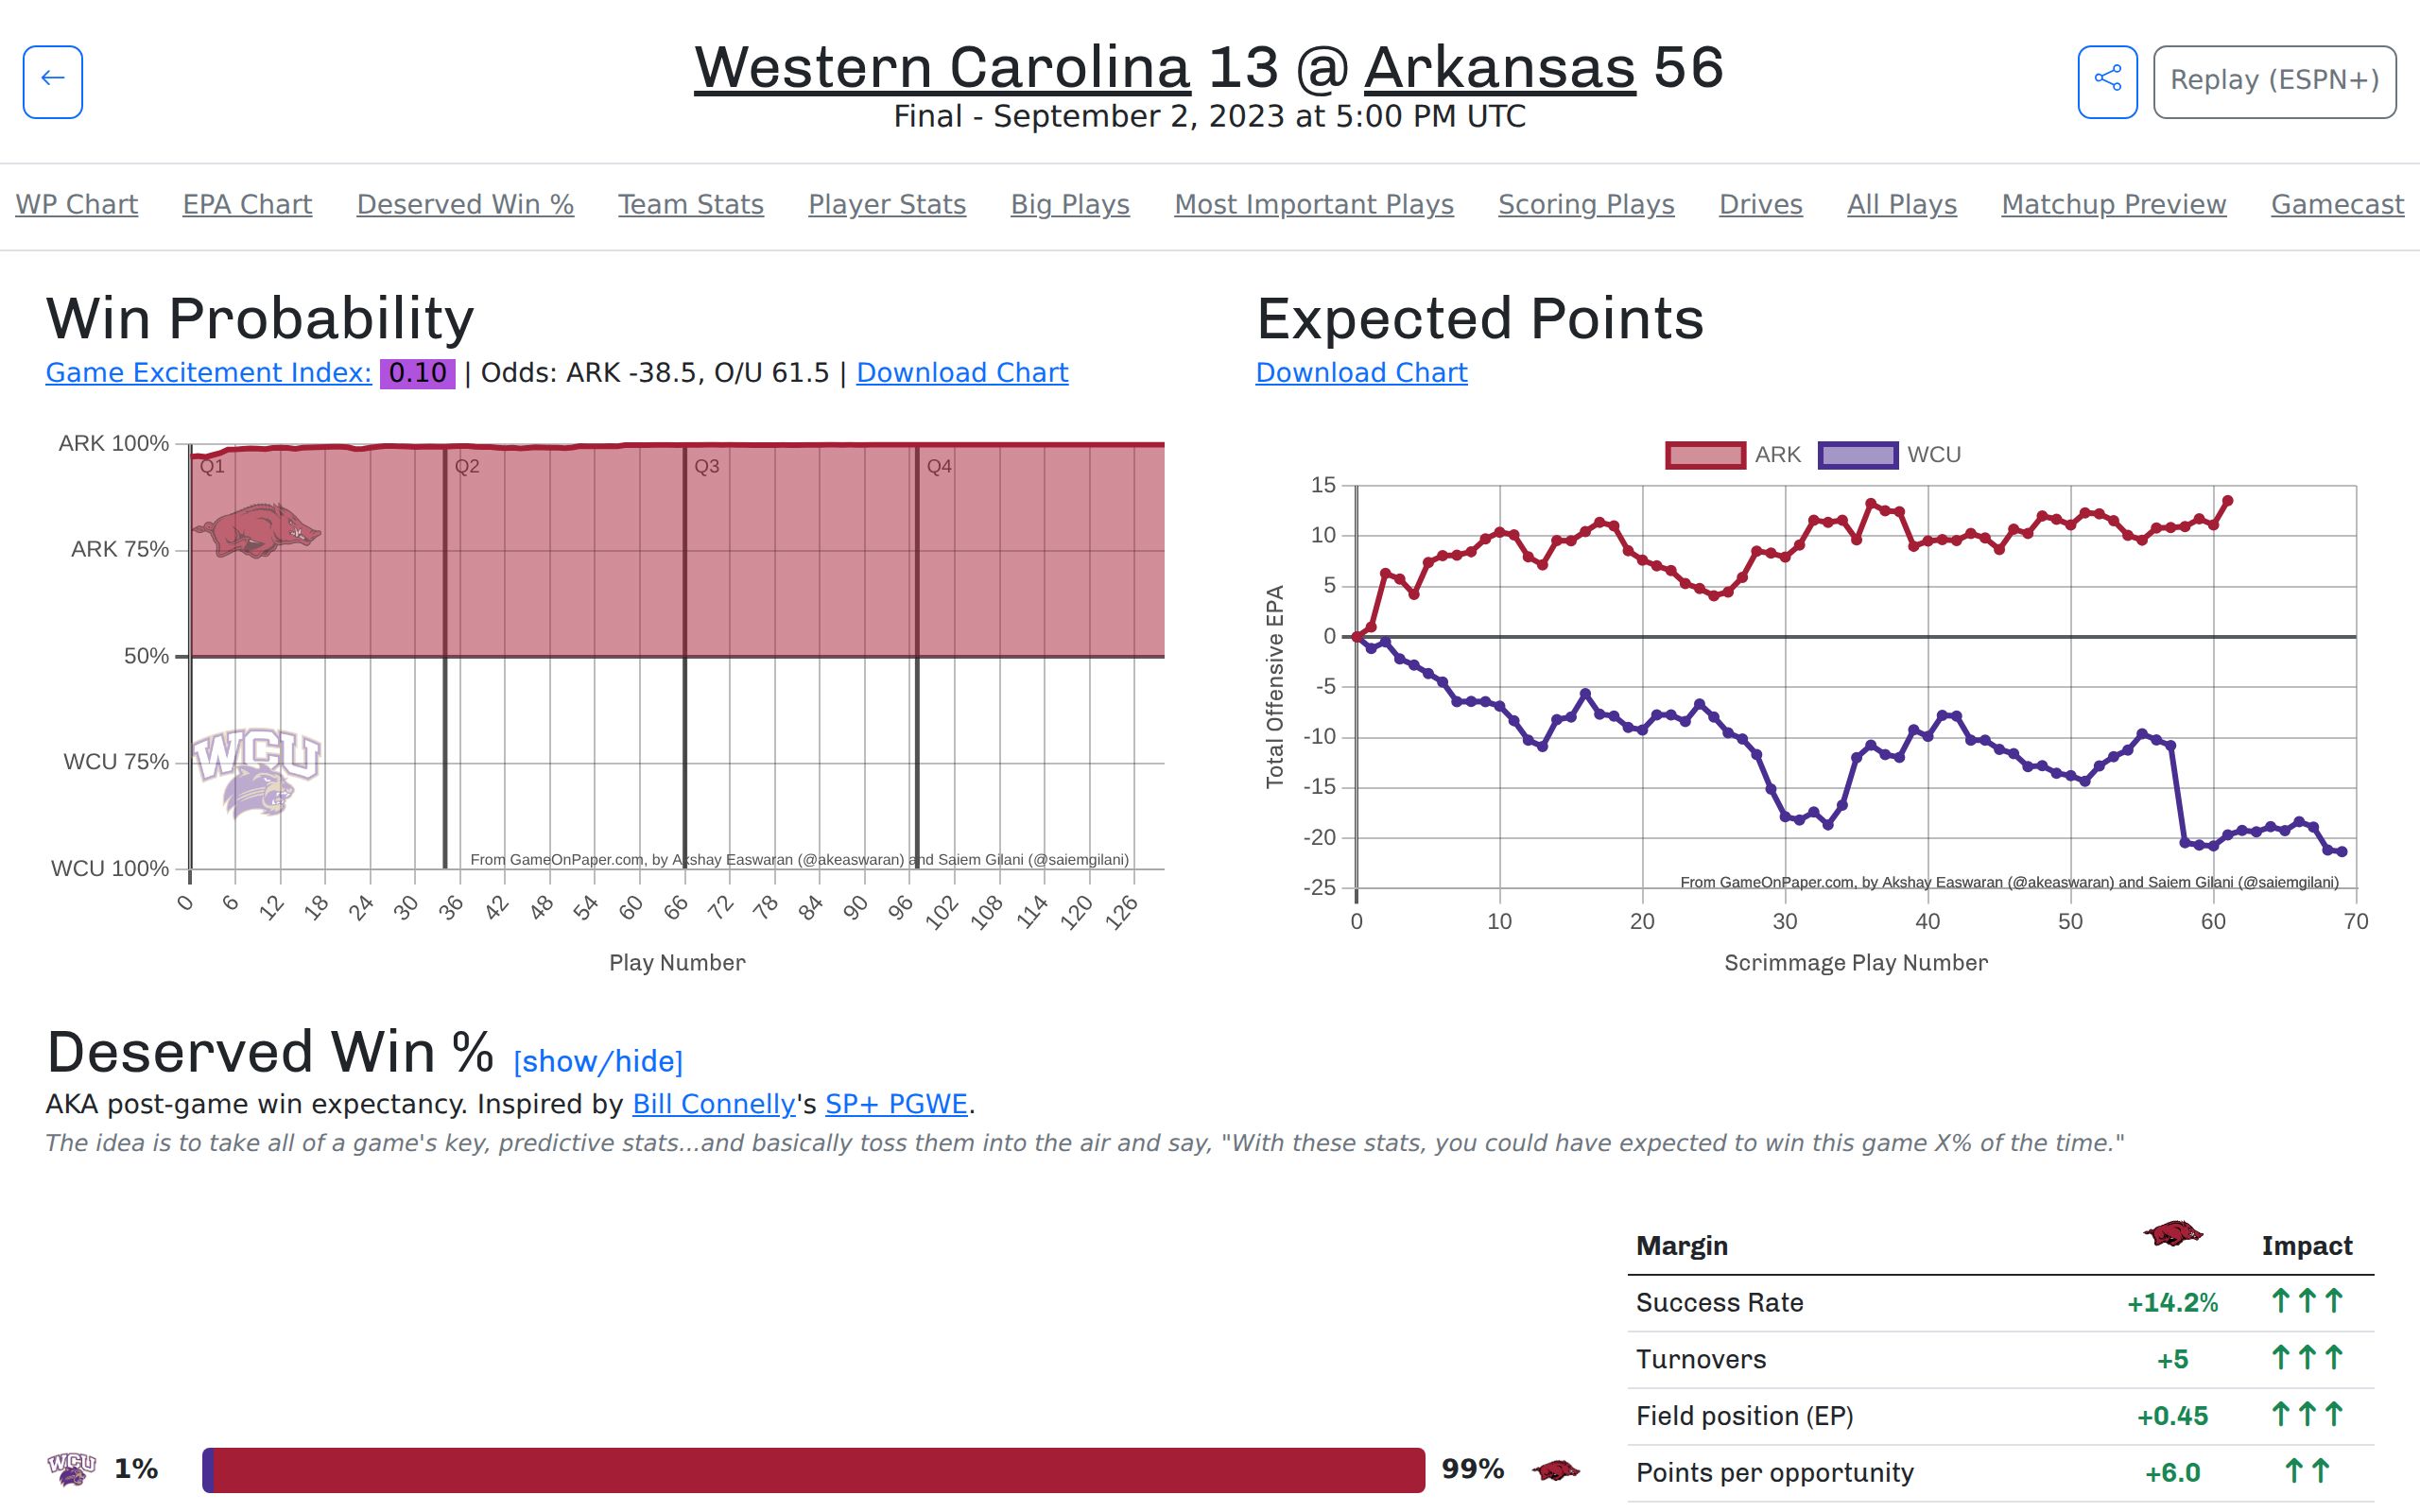 ←
Western Carolina 13 @ Arkansas 56
Final - September 2, 2023 at 5:00 PM UTC
Replay (ESPN+)
WP Chart EPA Chart Deserved Win % Team Stats Player Stats Big Plays Most Important Plays Scoring Plays Drives All Plays Matchup Preview Gamecast
Win Probability
Game Excitement Index: 0.10 | Odds: ARK -38.5, O/U 61.5 | Download Chart
ARK 100%
ARK 75%
50%
WCU 75%
WCU 100%
Q1 Q2 Q3 Q4
WCU
From GameOnPaper.com, by Akshay Easwaran (@akeaswaran) and Saiem Gilani (@saiemgilani)
0 6 12 18 24 30 36 42 48 54 60 66 72 78 84 90 96 102 108 114 120 126
Play Number
Expected Points
Download Chart
ARK WCU
Total Offensive EPA
15
10
5
0
-5
-10
-15
-20
-25
From GameOnPaper.com, by Akshay Easwaran (@akeaswaran) and Saiem Gilani (@saiemgilani)
0 10 20 30 40 50 60 70
Scrimmage Play Number
Deserved Win % [show/hide]
AKA post-game win expectancy. Inspired by Bill Connelly's SP+ PGWE.
The idea is to take all of a game's key, predictive stats...and basically toss them into the air and say, "With these stats, you could have expected to win this game X% of the time."
WCU 1% 99%
Margin Impact
Success Rate +14.2% ↑↑↑
Turnovers +5 ↑↑↑
Field position (EP) +0.45 ↑↑↑
Points per opportunity +6.0 ↑↑